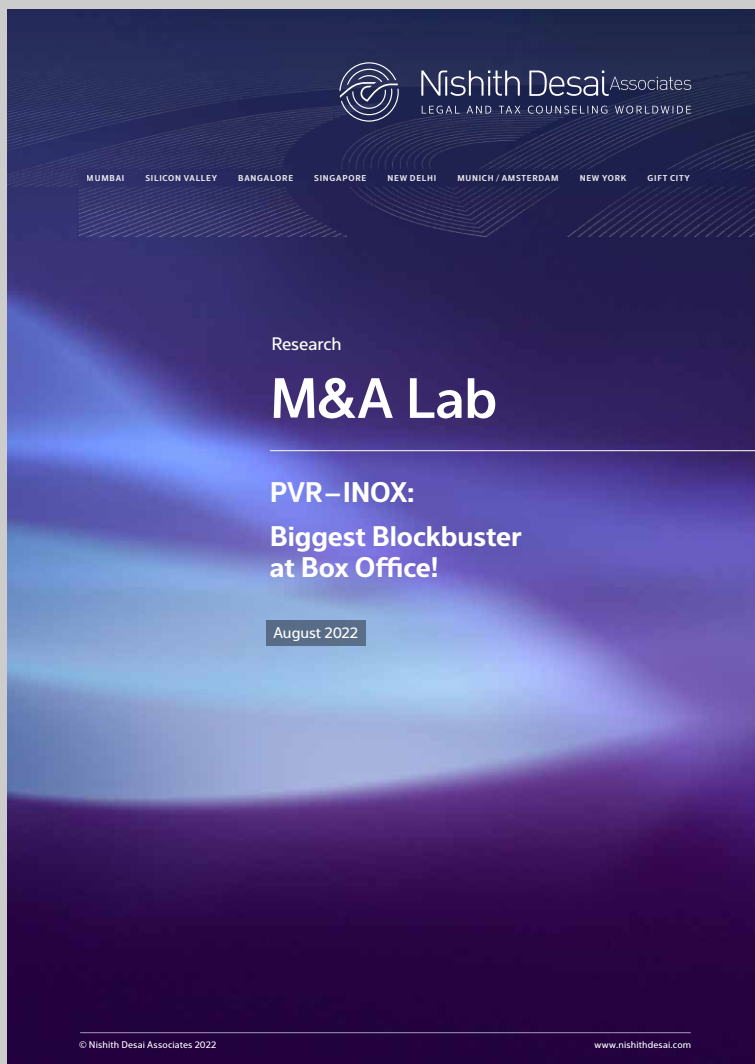 Nishith Desai Associates
LEGAL AND TAX COUNSELING WORLDWIDE
MUMBAI SILICON VALLEY BANGALORE SINGAPORE NEW DELHI MUNICH / AMSTERDAM NEW YORK GIFT CITY
Research
M&A Lab
PVR–INOX:
Biggest Blockbuster
at Box Office!
August 2022
© Nishith Desai Associates 2022 www.nishithdesai.com